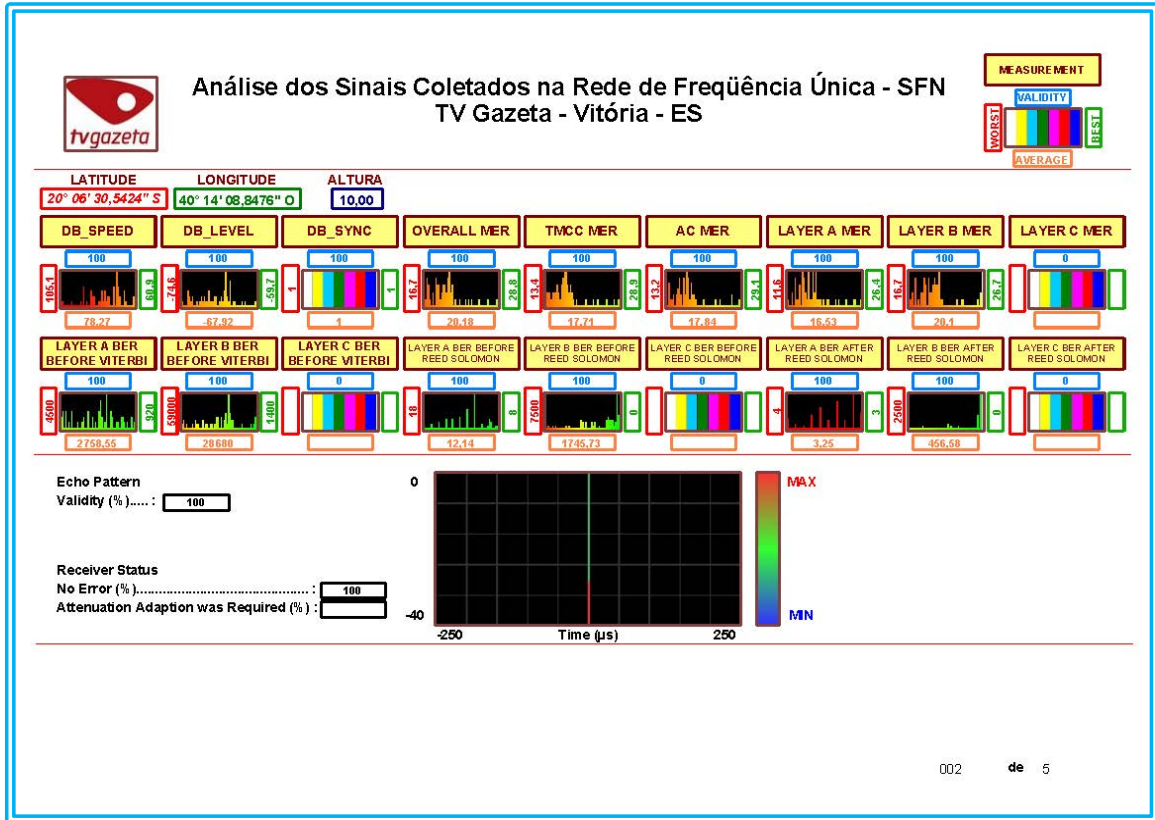 tvgazeta
Análise dos Sinais Coletados na Rede de Freqüência Única - SFN
TV Gazeta - Vitória - ES
MEASUREMENT
VALIDITY
WORST
BEST
AVERAGE
LATITUDE LONGITUDE ALTURA
20° 06' 30,5424" S 40° 14' 08,8476" O 10,00
DB_SPEED DB_LEVEL DB_SYNC OVERALL MER TMCC MER AC MER LAYER A MER LAYER B MER LAYER C MER
100 100 100 100 100 100 100 100 0
105,1 60,9 -74,6 -59,7 1 1 16,7 28,8 13,4 28,9 13,2 29,1 11,6 26,4 16,7 26,7
78,27 -67,92 1 20,18 17,71 17,84 16,53 20,1
LAYER A BER LAYER B BER LAYER C BER LAYER A BER BEFORE LAYER B BER BEFORE LAYER C BER BEFORE LAYER A BER AFTER LAYER B BER AFTER LAYER C BER AFTER
BEFORE VITERBI BEFORE VITERBI BEFORE VITERBI REED SOLOMON REED SOLOMON REED SOLOMON REED SOLOMON REED SOLOMON REED SOLOMON
100 100 0 100 100 0 100 100 0
4500 920 59000 1400 18 8 7500 0 4 3 2500 0
2758,55 28680 12,14 1745,73 3,25 456,58
Echo Pattern
Validity (%)..... : 100
Receiver Status
No Error (%)............................................... : 100
Attenuation Adaption was Required (%) :
0
-40
-250 Time (µs) 250
MAX
MIN
002 de 5